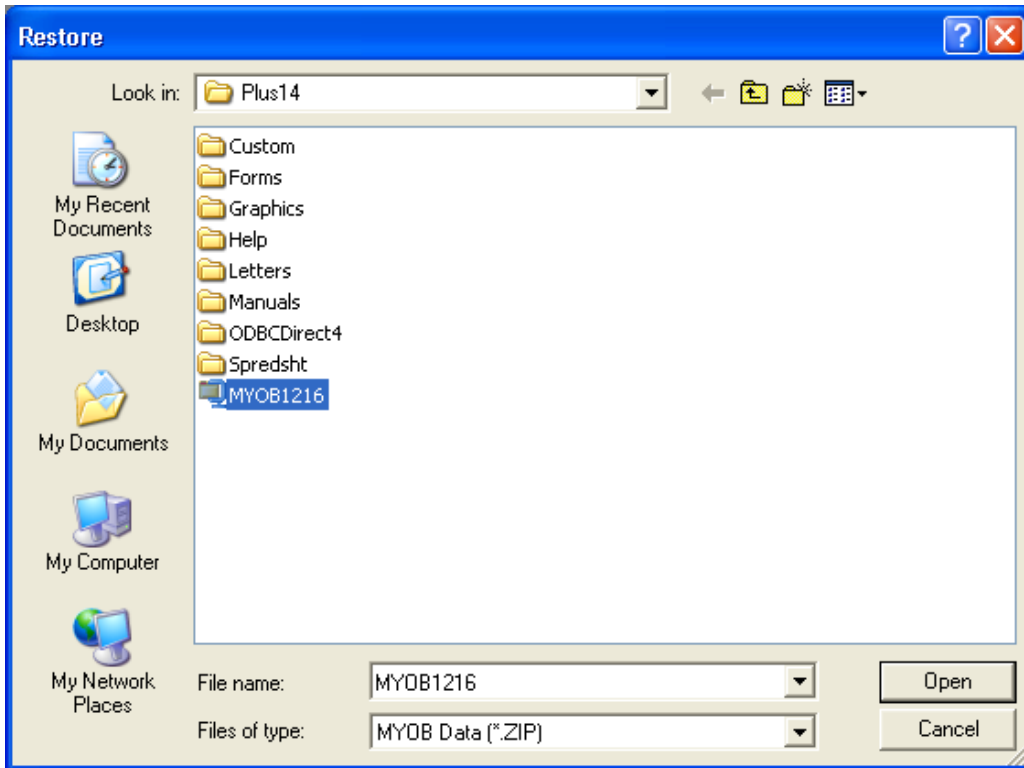 Restore
Look in:
Plus14
My Recent
Documents
Desktop
My Documents
My Computer
My Network
Places
Custom
Forms
Graphics
Help
Letters
Manuals
ODBCDirect4
Spredsht
MYOB1216
File name:
MYOB1216
Open
Files of type:
MYOB Data (*.ZIP)
Cancel